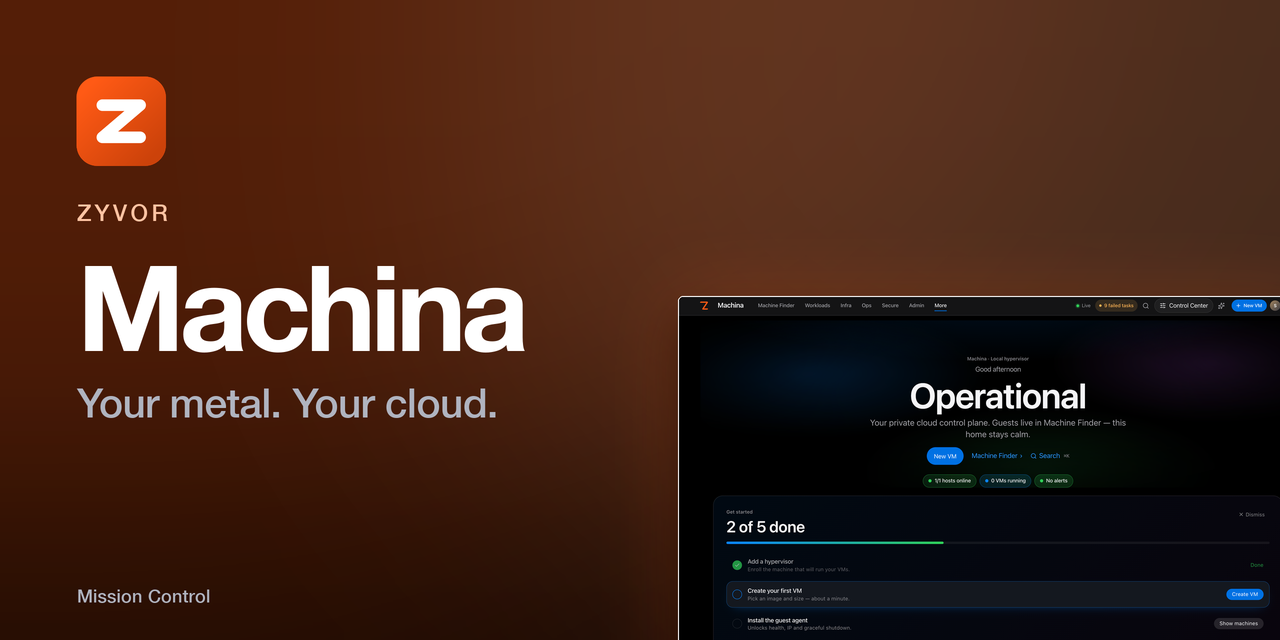 Z
ZYVOR
Machina
Your metal. Your cloud.
Mission Control
Z Machina Machine Finder Workloads Infra Ops Secure Admin More Live 9 failed tasks Control Center + New VM
Machina · Local hypervisor
Good afternoon
Operational
Your private cloud control plane. Guests live in Machine Finder — this
home stays calm.
New VM Machine Finder › Search ⌘K
1/1 hosts online 0 VMs running No alerts
Get started
2 of 5 done
× Dismiss
Add a hypervisor
Enroll the machine that will run your VMs.
Done
Create your first VM
Pick an image and size — about a minute.
Create VM
Install the guest agent
Unlocks health, IP and graceful shutdown.
Show machines